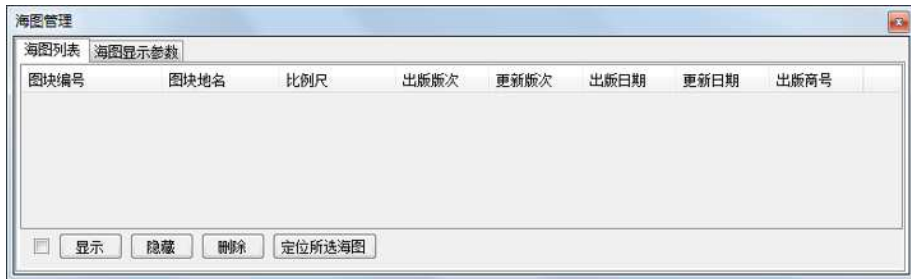 海图管理
海图列表 海图显示参数
图块编号 图块地名 比例尺 出版版次 更新版次 出版日期 更新日期 出版商号
显示 隐藏 删除 定位所选海图